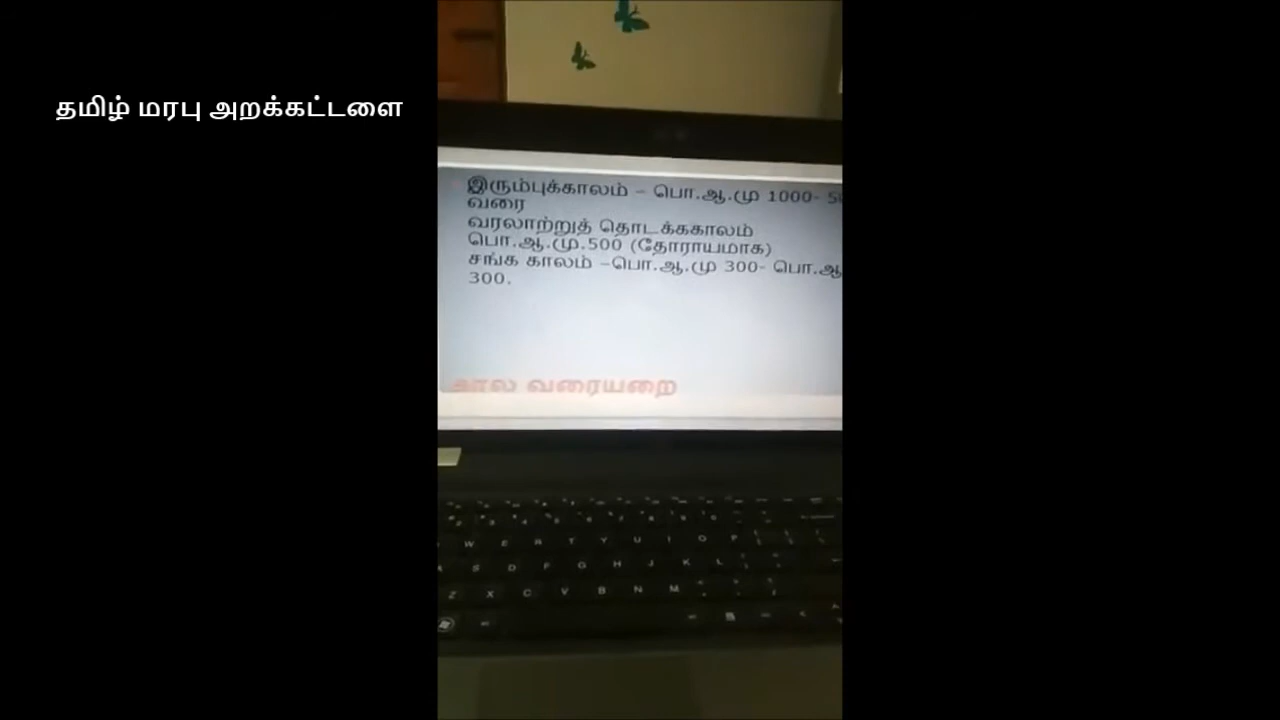 தமிழ் மரபு அறக்கட்டளை
இரும்புக்காலம் – பொ.ஆ.மு 1000-
வரை
வரலாற்றுத் தொடக்ககாலம்
பொ.ஆ.மு.500 (தோராயமாக)
சங்க காலம் –பொ.ஆ.மு 300- பொ.ஆ
300.
கால வரையறை
W E R T Y U I O P
A S D F G H J K L
Z X C V B N M